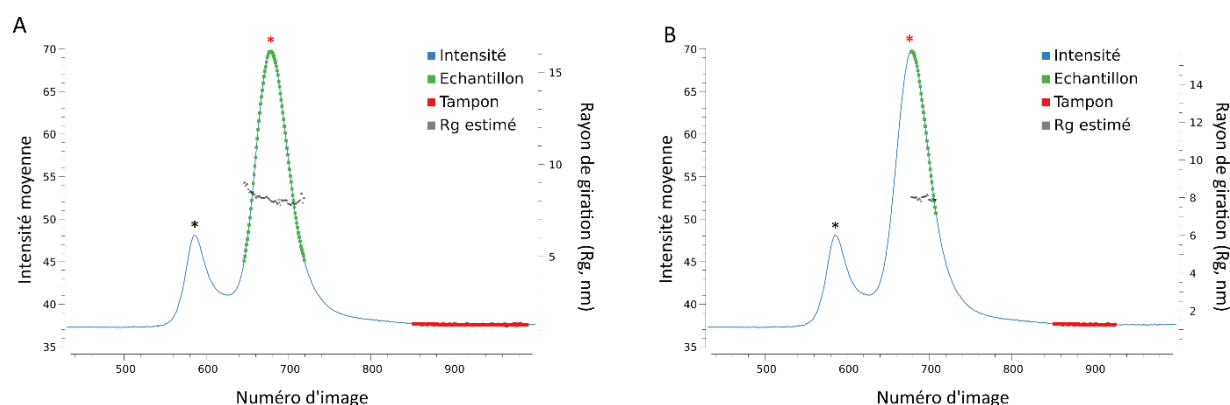 A
*
*
Intensité
Echantillon
Tampon
Rg estimé
70
65
60
55
50
45
40
35
15
10
5
500
600
700
800
900
Intensité moyenne
Rayon de giration (Rg, nm)
Numéro d'image
B
*
*
Intensité
Echantillon
Tampon
Rg estimé
70
65
60
55
50
45
40
35
14
12
10
8
6
4
2
500
600
700
800
900
Intensité moyenne
Rayon de giration (Rg, nm)
Numéro d'image